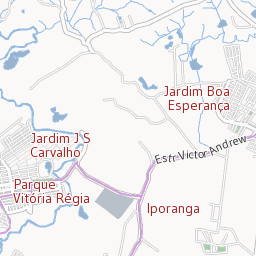 Jardim Boa
Esperança
Jardim J S
Carvalho
Estr Victor Andrew
Parque
Vitória Régia
Iporanga